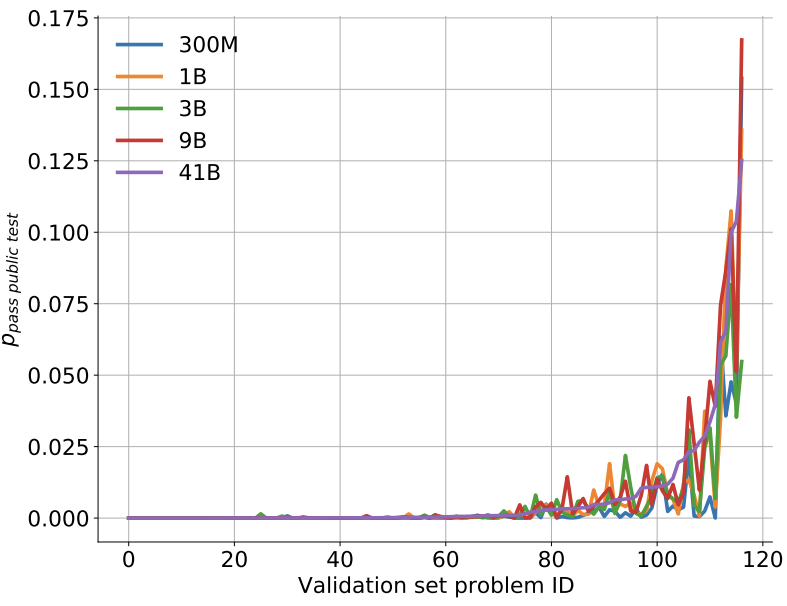 0.175
0.150
0.125
0.100
0.075
0.050
0.025
0.000
p pass public test
300M
1B
3B
9B
41B
0 20 40 60 80 100 120
Validation set problem ID